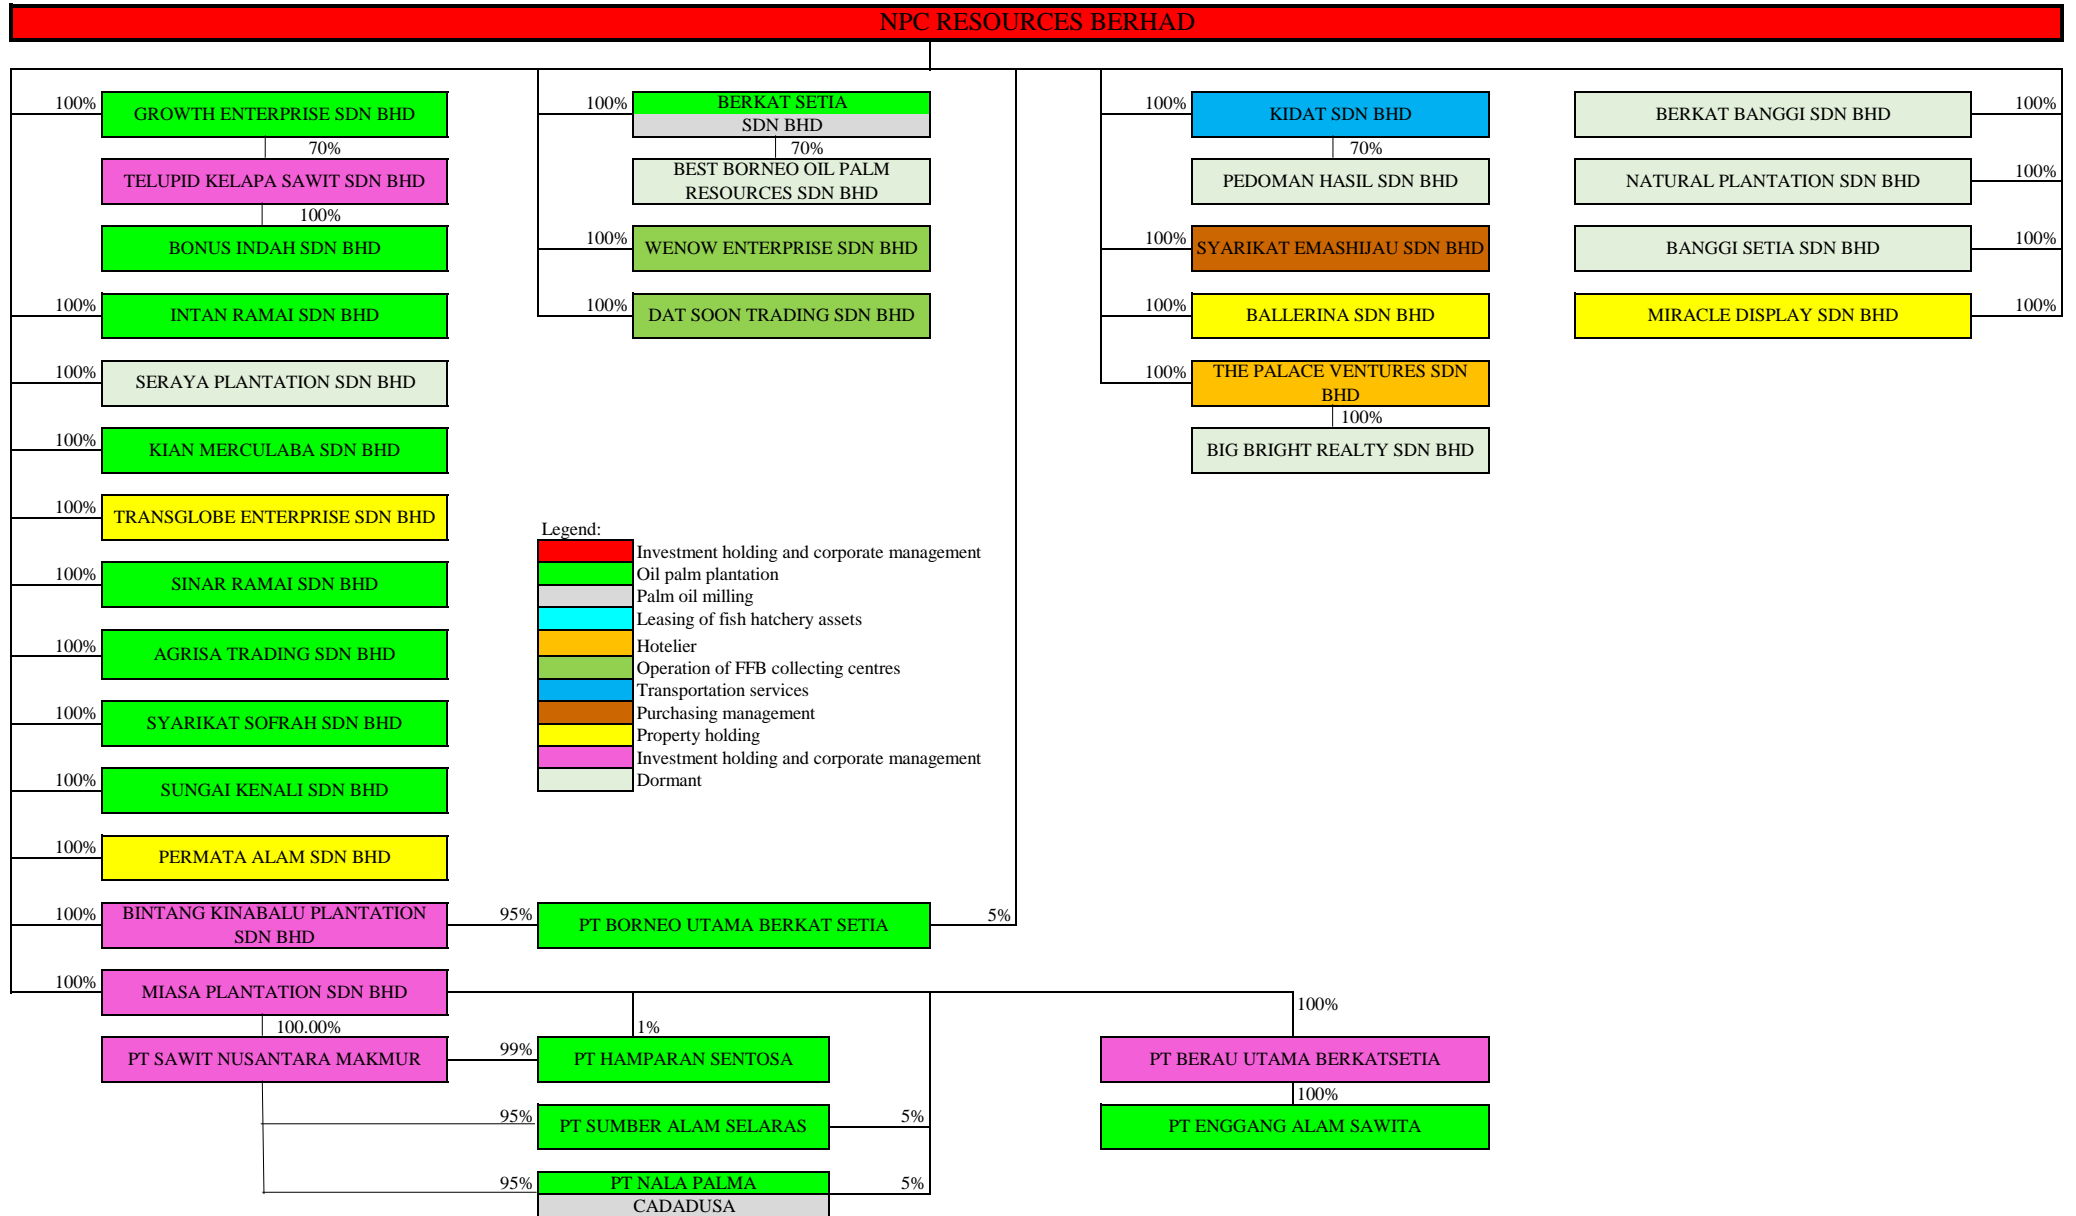 NPC RESOURCES BERHAD
100%
GROWTH ENTERPRISE SDN BHD
70%
TELUPID KELAPA SAWIT SDN BHD
100%
BONUS INDAH SDN BHD
100%
INTAN RAMAI SDN BHD
100%
SERAYA PLANTATION SDN BHD
100%
KIAN MERCULABA SDN BHD
100%
TRANSGLOBE ENTERPRISE SDN BHD
100%
SINAR RAMAI SDN BHD
100%
AGRISA TRADING SDN BHD
100%
SYARIKAT SOFRAH SDN BHD
100%
SUNGAI KENALI SDN BHD
100%
PERMATA ALAM SDN BHD
100%
BINTANG KINABALU PLANTATION
SDN BHD
95%
PT BORNEO UTAMA BERKAT SETIA
5%
100%
MIASA PLANTATION SDN BHD
100.00%
PT SAWIT NUSANTARA MAKMUR
1%
99%
PT HAMPARAN SENTOSA
95%
PT SUMBER ALAM SELARAS
5%
95%
PT NALA PALMA
CADADUSA
5%
100%
PT BERAU UTAMA BERKATSETIA
100%
PT ENGGANG ALAM SAWITA
100%
BERKAT SETIA
SDN BHD
70%
BEST BORNEO OIL PALM
RESOURCES SDN BHD
100%
WENOW ENTERPRISE SDN BHD
100%
DAT SOON TRADING SDN BHD
100%
KIDAT SDN BHD
70%
PEDOMAN HASIL SDN BHD
100%
SYARIKAT EMASHIJAU SDN BHD
100%
BALLERINA SDN BHD
100%
THE PALACE VENTURES SDN
BHD
100%
BIG BRIGHT REALTY SDN BHD
BERKAT BANGGI SDN BHD
100%
NATURAL PLANTATION SDN BHD
100%
BANGGI SETIA SDN BHD
100%
MIRACLE DISPLAY SDN BHD
100%
Legend:
Investment holding and corporate management
Oil palm plantation
Palm oil milling
Leasing of fish hatchery assets
Hotelier
Operation of FFB collecting centres
Transportation services
Purchasing management
Property holding
Investment holding and corporate management
Dormant